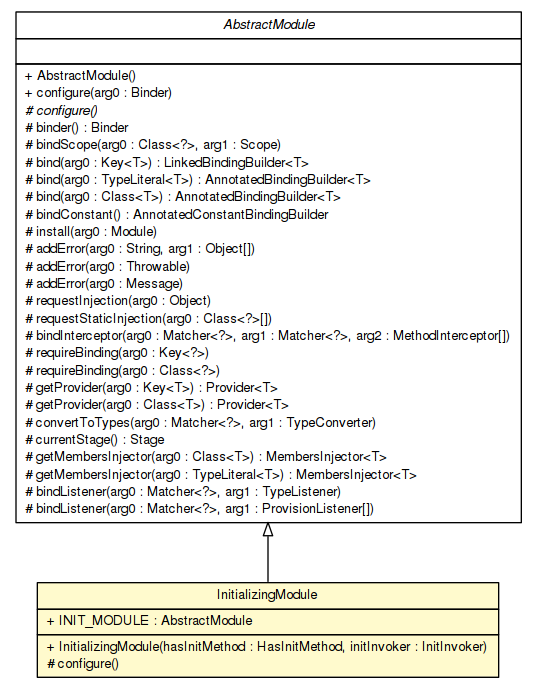 AbstractModule
+ AbstractModule()
+ configure(arg0 : Binder)
# configure()
# binder() : Binder
# bindScope(arg0 : Class<?>, arg1 : Scope)
# bind(arg0 : Key<T>) : LinkedBindingBuilder<T>
# bind(arg0 : TypeLiteral<T>) : AnnotatedBindingBuilder<T>
# bind(arg0 : Class<T>) : AnnotatedBindingBuilder<T>
# bindConstant() : AnnotatedConstantBindingBuilder
# install(arg0 : Module)
# addError(arg0 : String, arg1 : Object[])
# addError(arg0 : Throwable)
# addError(arg0 : Message)
# requestInjection(arg0 : Object)
# requestStaticInjection(arg0 : Class<?>[])
# bindInterceptor(arg0 : Matcher<?>, arg1 : Matcher<?>, arg2 : MethodInterceptor[])
# requireBinding(arg0 : Key<?>)
# requireBinding(arg0 : Class<?>)
# getProvider(arg0 : Key<T>) : Provider<T>
# getProvider(arg0 : Class<T>) : Provider<T>
# convertToTypes(arg0 : Matcher<?>, arg1 : TypeConverter)
# currentStage() : Stage
# getMembersInjector(arg0 : Class<T>) : MembersInjector<T>
# getMembersInjector(arg0 : TypeLiteral<T>) : MembersInjector<T>
# bindListener(arg0 : Matcher<?>, arg1 : TypeListener)
# bindListener(arg0 : Matcher<?>, arg1 : ProvisionListener[])
InitializingModule
+ INIT_MODULE : AbstractModule
+ InitializingModule(hasInitMethod : HasInitMethod, initInvoker : InitInvoker)
# configure()